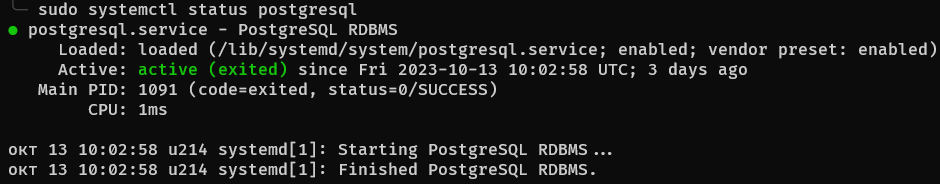 sudo systemctl status postgresql
● postgresql.service - PostgreSQL RDBMS
Loaded: loaded (/lib/systemd/system/postgresql.service; enabled; vendor preset: enabled)
Active: active (exited) since Fri 2023-10-13 10:02:58 UTC; 3 days ago
Main PID: 1091 (code=exited, status=0/SUCCESS)
CPU: 1ms
окт 13 10:02:58 u214 systemd[1]: Starting PostgreSQL RDBMS...
окт 13 10:02:58 u214 systemd[1]: Finished PostgreSQL RDBMS.